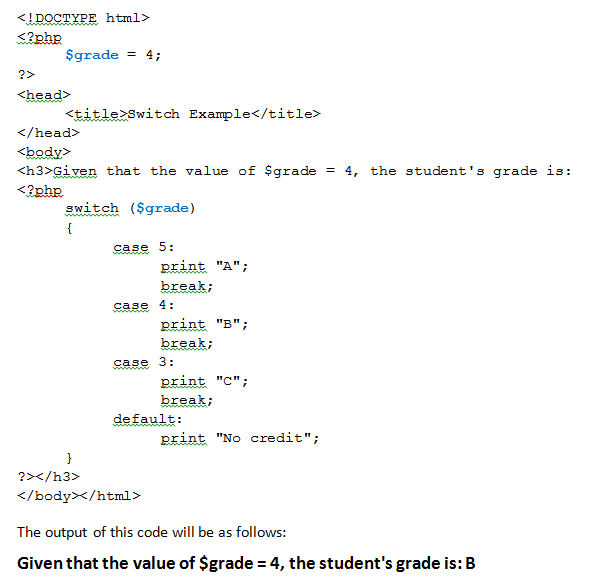 <!DOCTYPE html>
<?php
$grade = 4;
?>
<head>
<title>Switch Example</title>
</head>
<body>
<h3>Given that the value of $grade = 4, the student's grade is:
<?php
switch ($grade)
{
case 5:
print "A";
break;
case 4:
print "B";
break;
case 3:
print "C";
break;
default:
print "No credit";
}
?></h3>
</body></html>
The output of this code will be as follows:
Given that the value of $grade = 4, the student's grade is: B